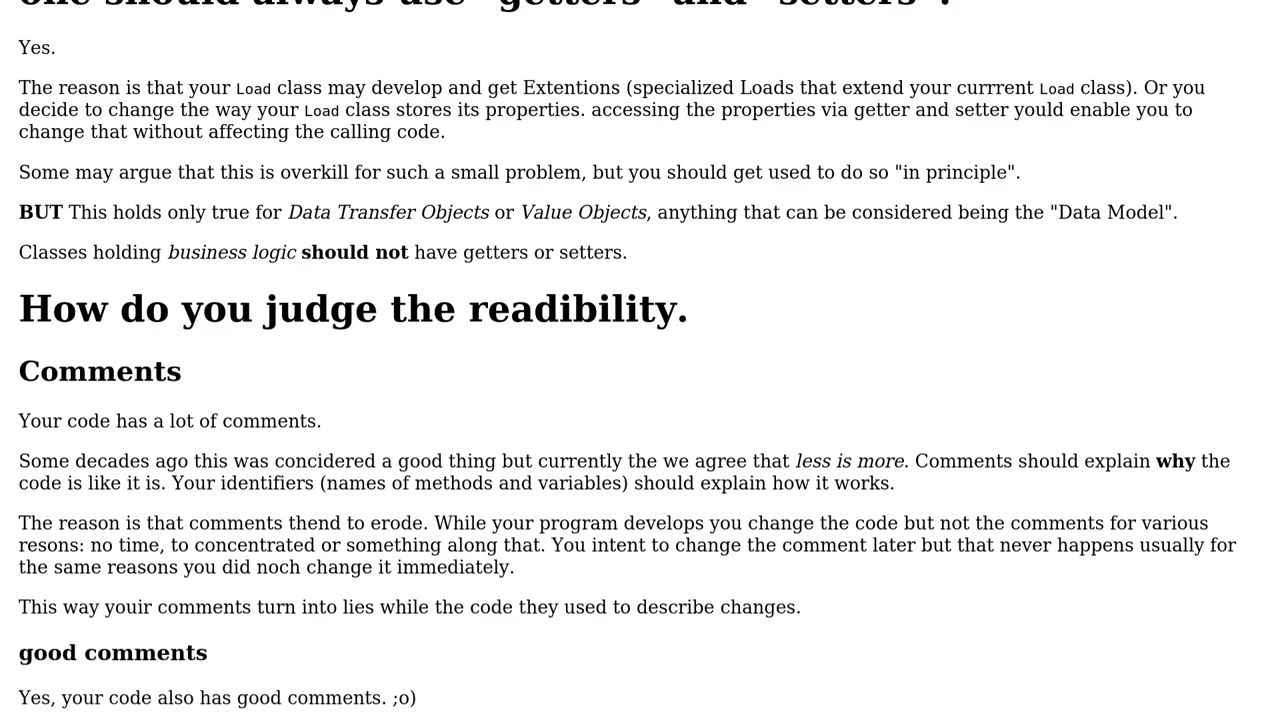 one should always use "getters" and "setters".
Yes.
The reason is that your Load class may develop and get Extentions (specialized Loads that extend your currrent Load class). Or you
decide to change the way your Load class stores its properties. accessing the properties via getter and setter yould enable you to
change that without affecting the calling code.
Some may argue that this is overkill for such a small problem, but you should get used to do so "in principle".
BUT This holds only true for Data Transfer Objects or Value Objects, anything that can be considered being the "Data Model".
Classes holding business logic should not have getters or setters.
How do you judge the readibility.
Comments
Your code has a lot of comments.
Some decades ago this was concidered a good thing but currently the we agree that less is more. Comments should explain why the
code is like it is. Your identifiers (names of methods and variables) should explain how it works.
The reason is that comments thend to erode. While your program develops you change the code but not the comments for various
resons: no time, to concentrated or something along that. You intent to change the comment later but that never happens usually for
the same reasons you did noch change it immediately.
This way youir comments turn into lies while the code they used to describe changes.
good comments
Yes, your code also has good comments. ;o)